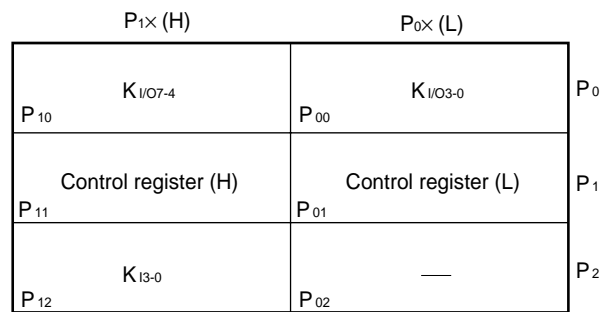 P1× (H) P0× (L)
KI/O7-4 KI/O3-0 P0
P10 P00
Control register (H) Control register (L) P1
P11 P01
KI3-0 — P2
P12 P02